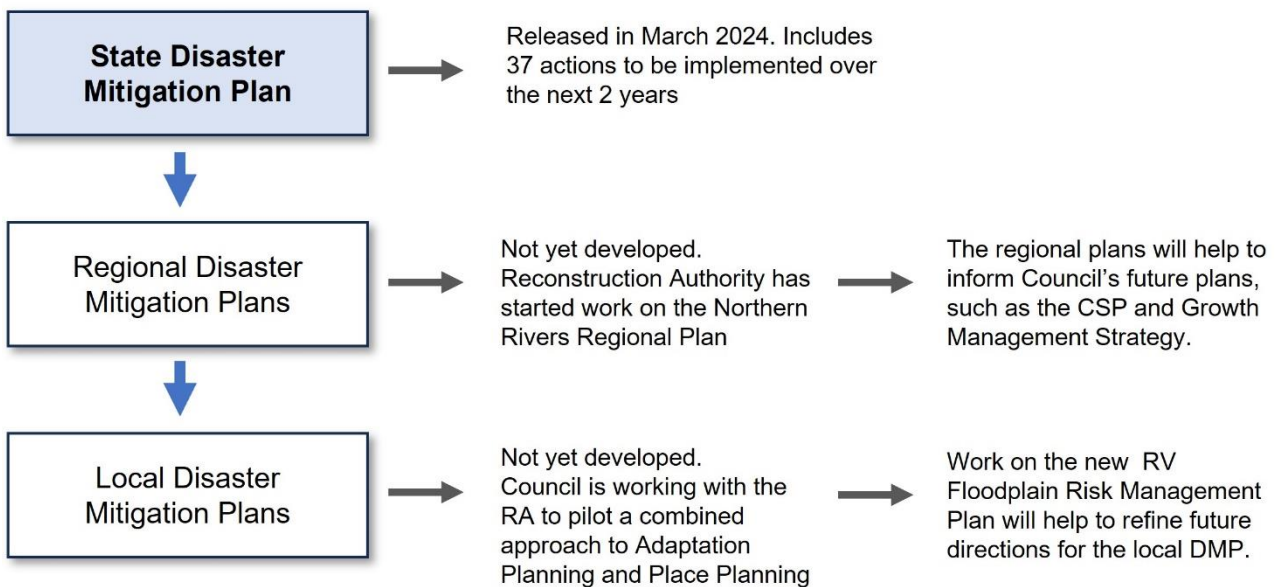 State Disaster
Mitigation Plan
Released in March 2024. Includes
37 actions to be implemented over
the next 2 years
Regional Disaster
Mitigation Plans
Not yet developed.
Reconstruction Authority has
started work on the Northern
Rivers Regional Plan
The regional plans will help to
inform Council’s future plans,
such as the CSP and Growth
Management Strategy.
Local Disaster
Mitigation Plans
Not yet developed.
Council is working with the
RA to pilot a combined
approach to Adaptation
Planning and Place Planning
Work on the new RV
Floodplain Risk Management
Plan will help to refine future
directions for the local DMP.